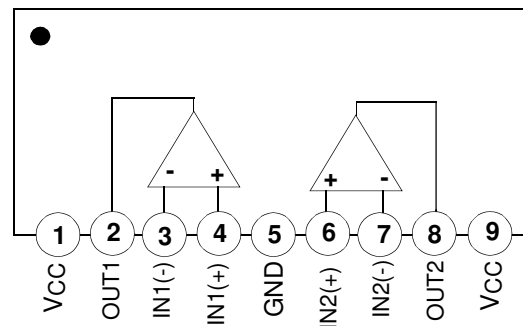 - +
+ -
1 2 3 4 5 6 7 8 9
VCC
OUT1
IN1(-)
IN1(+)
GND
IN2(+)
IN2(-)
OUT2
VCC